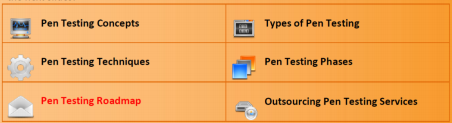 Pen Testing Concepts
Types of Pen Testing
Pen Testing Techniques
Pen Testing Phases
Pen Testing Roadmap
Outsourcing Pen Testing Services